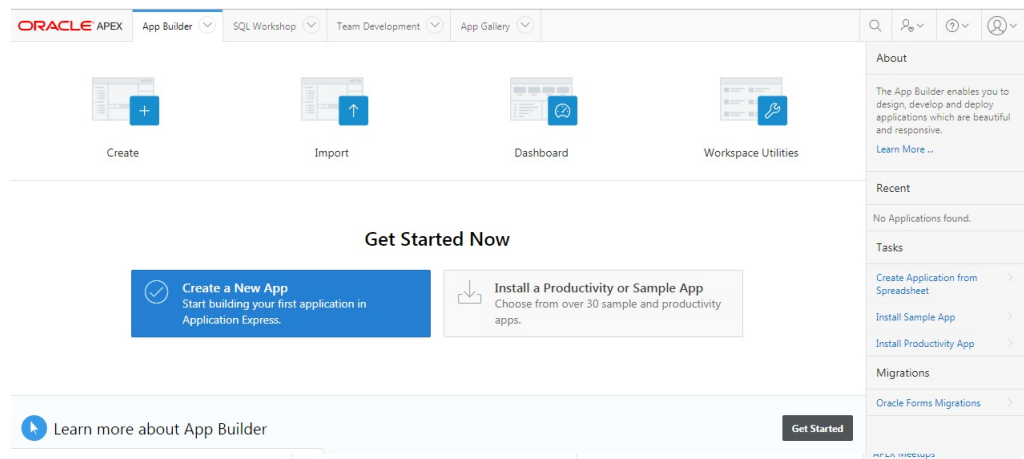 ORACLE APEX App Builder SQL Workshop Team Development App Gallery
Create Import Dashboard Workspace Utilities
Get Started Now
Create a New App
Start building your first application in
Application Express.
Install a Productivity or Sample App
Choose from over 30 sample and productivity
apps.
Learn more about App Builder
Get Started
About
The App Builder enables you to
design, develop and deploy
applications which are beautiful
and responsive.
Learn More ...
Recent
No Applications found.
Tasks
Create Application from
Spreadsheet
Install Sample App
Install Productivity App
Migrations
Oracle Forms Migrations
APEX Meetups